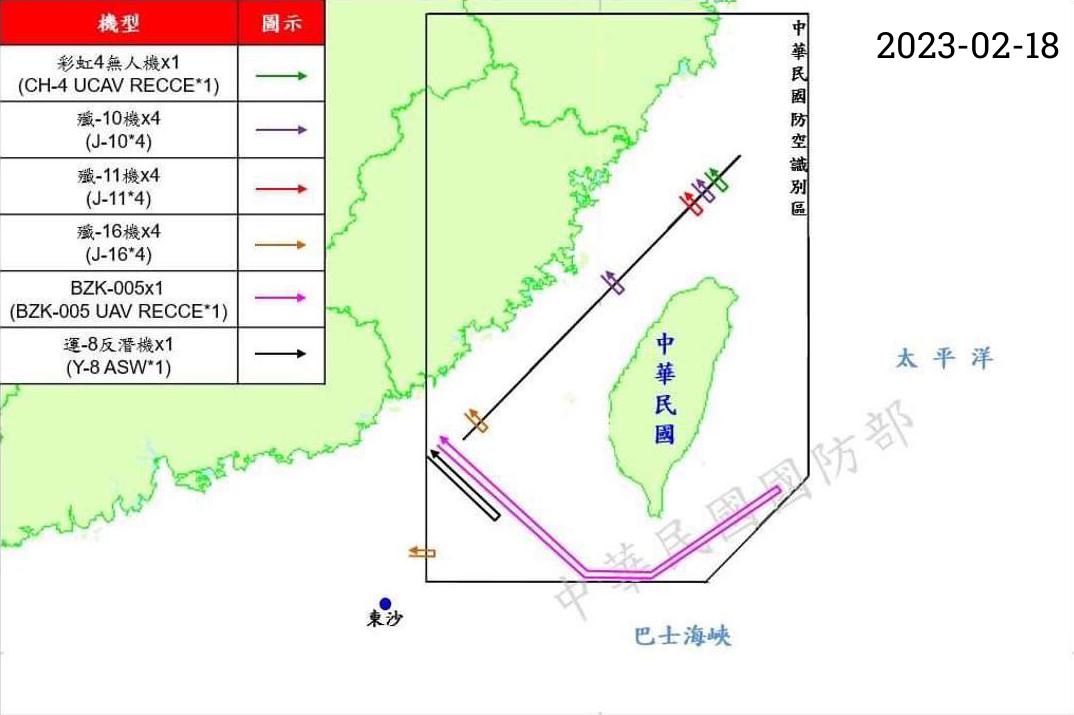 機型
圖示
彩虹4無人機x1
(CH-4 UCAV RECCE*1)
殲-10機x4
(J-10*4)
殲-11機x4
(J-11*4)
殲-16機x4
(J-16*4)
BZK-005x1
(BZK-005 UAV RECCE*1)
運-8反潛機x1
(Y-8 ASW*1)
2023-02-18
中華民國防空識別區
中華民國
太平洋
中華民國國防部
東沙
巴士海峽